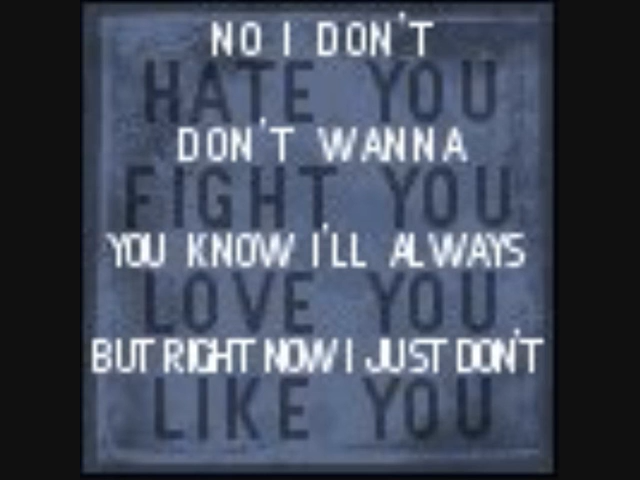 NO I DON'T
HATE YOU
DON'T WANNA
FIGHT YOU
YOU KNOW I'LL ALWAYS
LOVE YOU
BUT RIGHT NOW I JUST DON'T
LIKE YOU